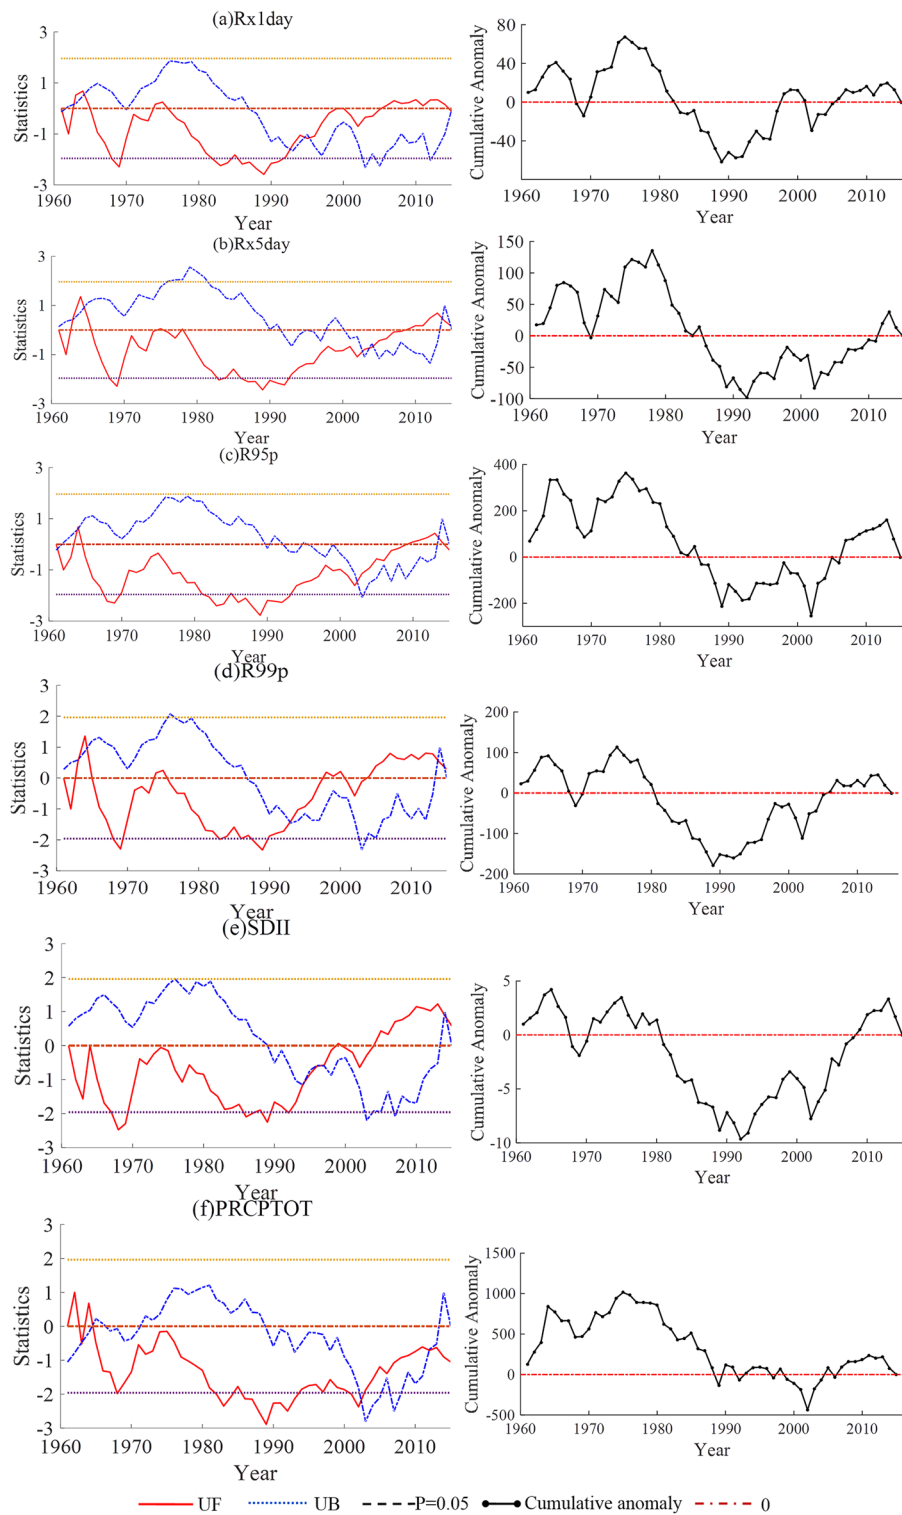 (a)Rx1day
3
1
-1
-3
Statistics
1960 1970 1980 1990 2000 2010
Year
80
40
0
-40
Cumulative Anomaly
1960 1970 1980 1990 2000 2010
Year
(b)Rx5day
3
1
-1
-3
Statistics
1960 1970 1980 1990 2000 2010
Year
150
100
50
0
-50
-100
Cumulative Anomaly
1960 1970 1980 1990 2000 2010
Year
(c)R95p
3
1
-1
-3
Statistics
1960 1970 1980 1990 2000 2010
Year
400
200
0
-200
Cumulative Anomaly
1960 1970 1980 1990 2000 2010
Year
(d)R99p
3
2
1
0
-1
-2
-3
Statistics
1960 1970 1980 1990 2000 2010
Year
200
100
0
-100
-200
Cumulative Anomaly
1960 1970 1980 1990 2000 2010
Year
(e)SDII
3
2
1
0
-1
-2
-3
Statistics
1960 1970 1980 1990 2000 2010
Year
5
0
-5
-10
Cumulative Anomaly
1960 1970 1980 1990 2000 2010
Year
(f)PRCPTOT
3
2
1
0
-1
-2
-3
Statistics
1960 1970 1980 1990 2000 2010
Year
1500
1000
500
0
-500
Cumulative Anomaly
1960 1970 1980 1990 2000 2010
Year
UF UB P=0.05 Cumulative anomaly 0